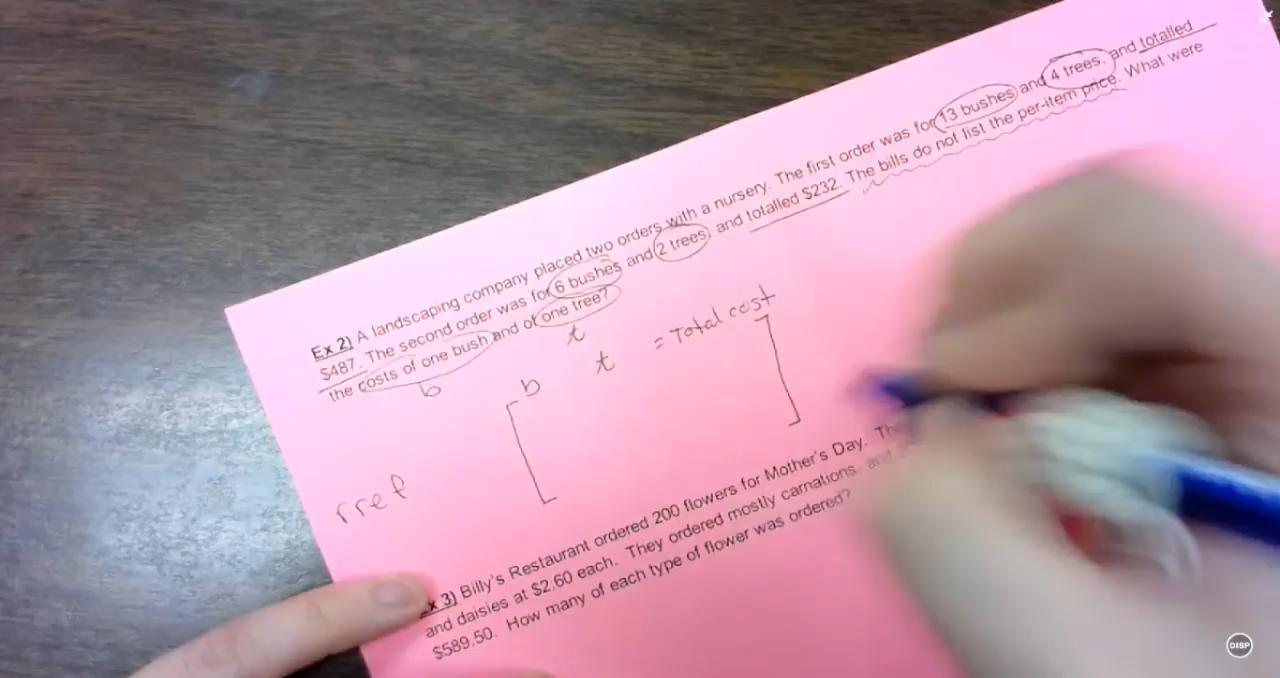 Ex 2) A landscaping company placed two orders with a nursery. The first order was for 13 bushes and 4 trees, and totalled
$487. The second order was for 6 bushes and 2 trees, and totalled $232. The bills do not list the per-item price. What were
the costs of one bush and of one tree?
b t
b t = Total cost
rref
x 3) Billy's Restaurant ordered 200 flowers for Mother's Day.
and daisies at $2.60 each. They ordered mostly carnations, and
$589.50. How many of each type of flower was ordered?
DISP